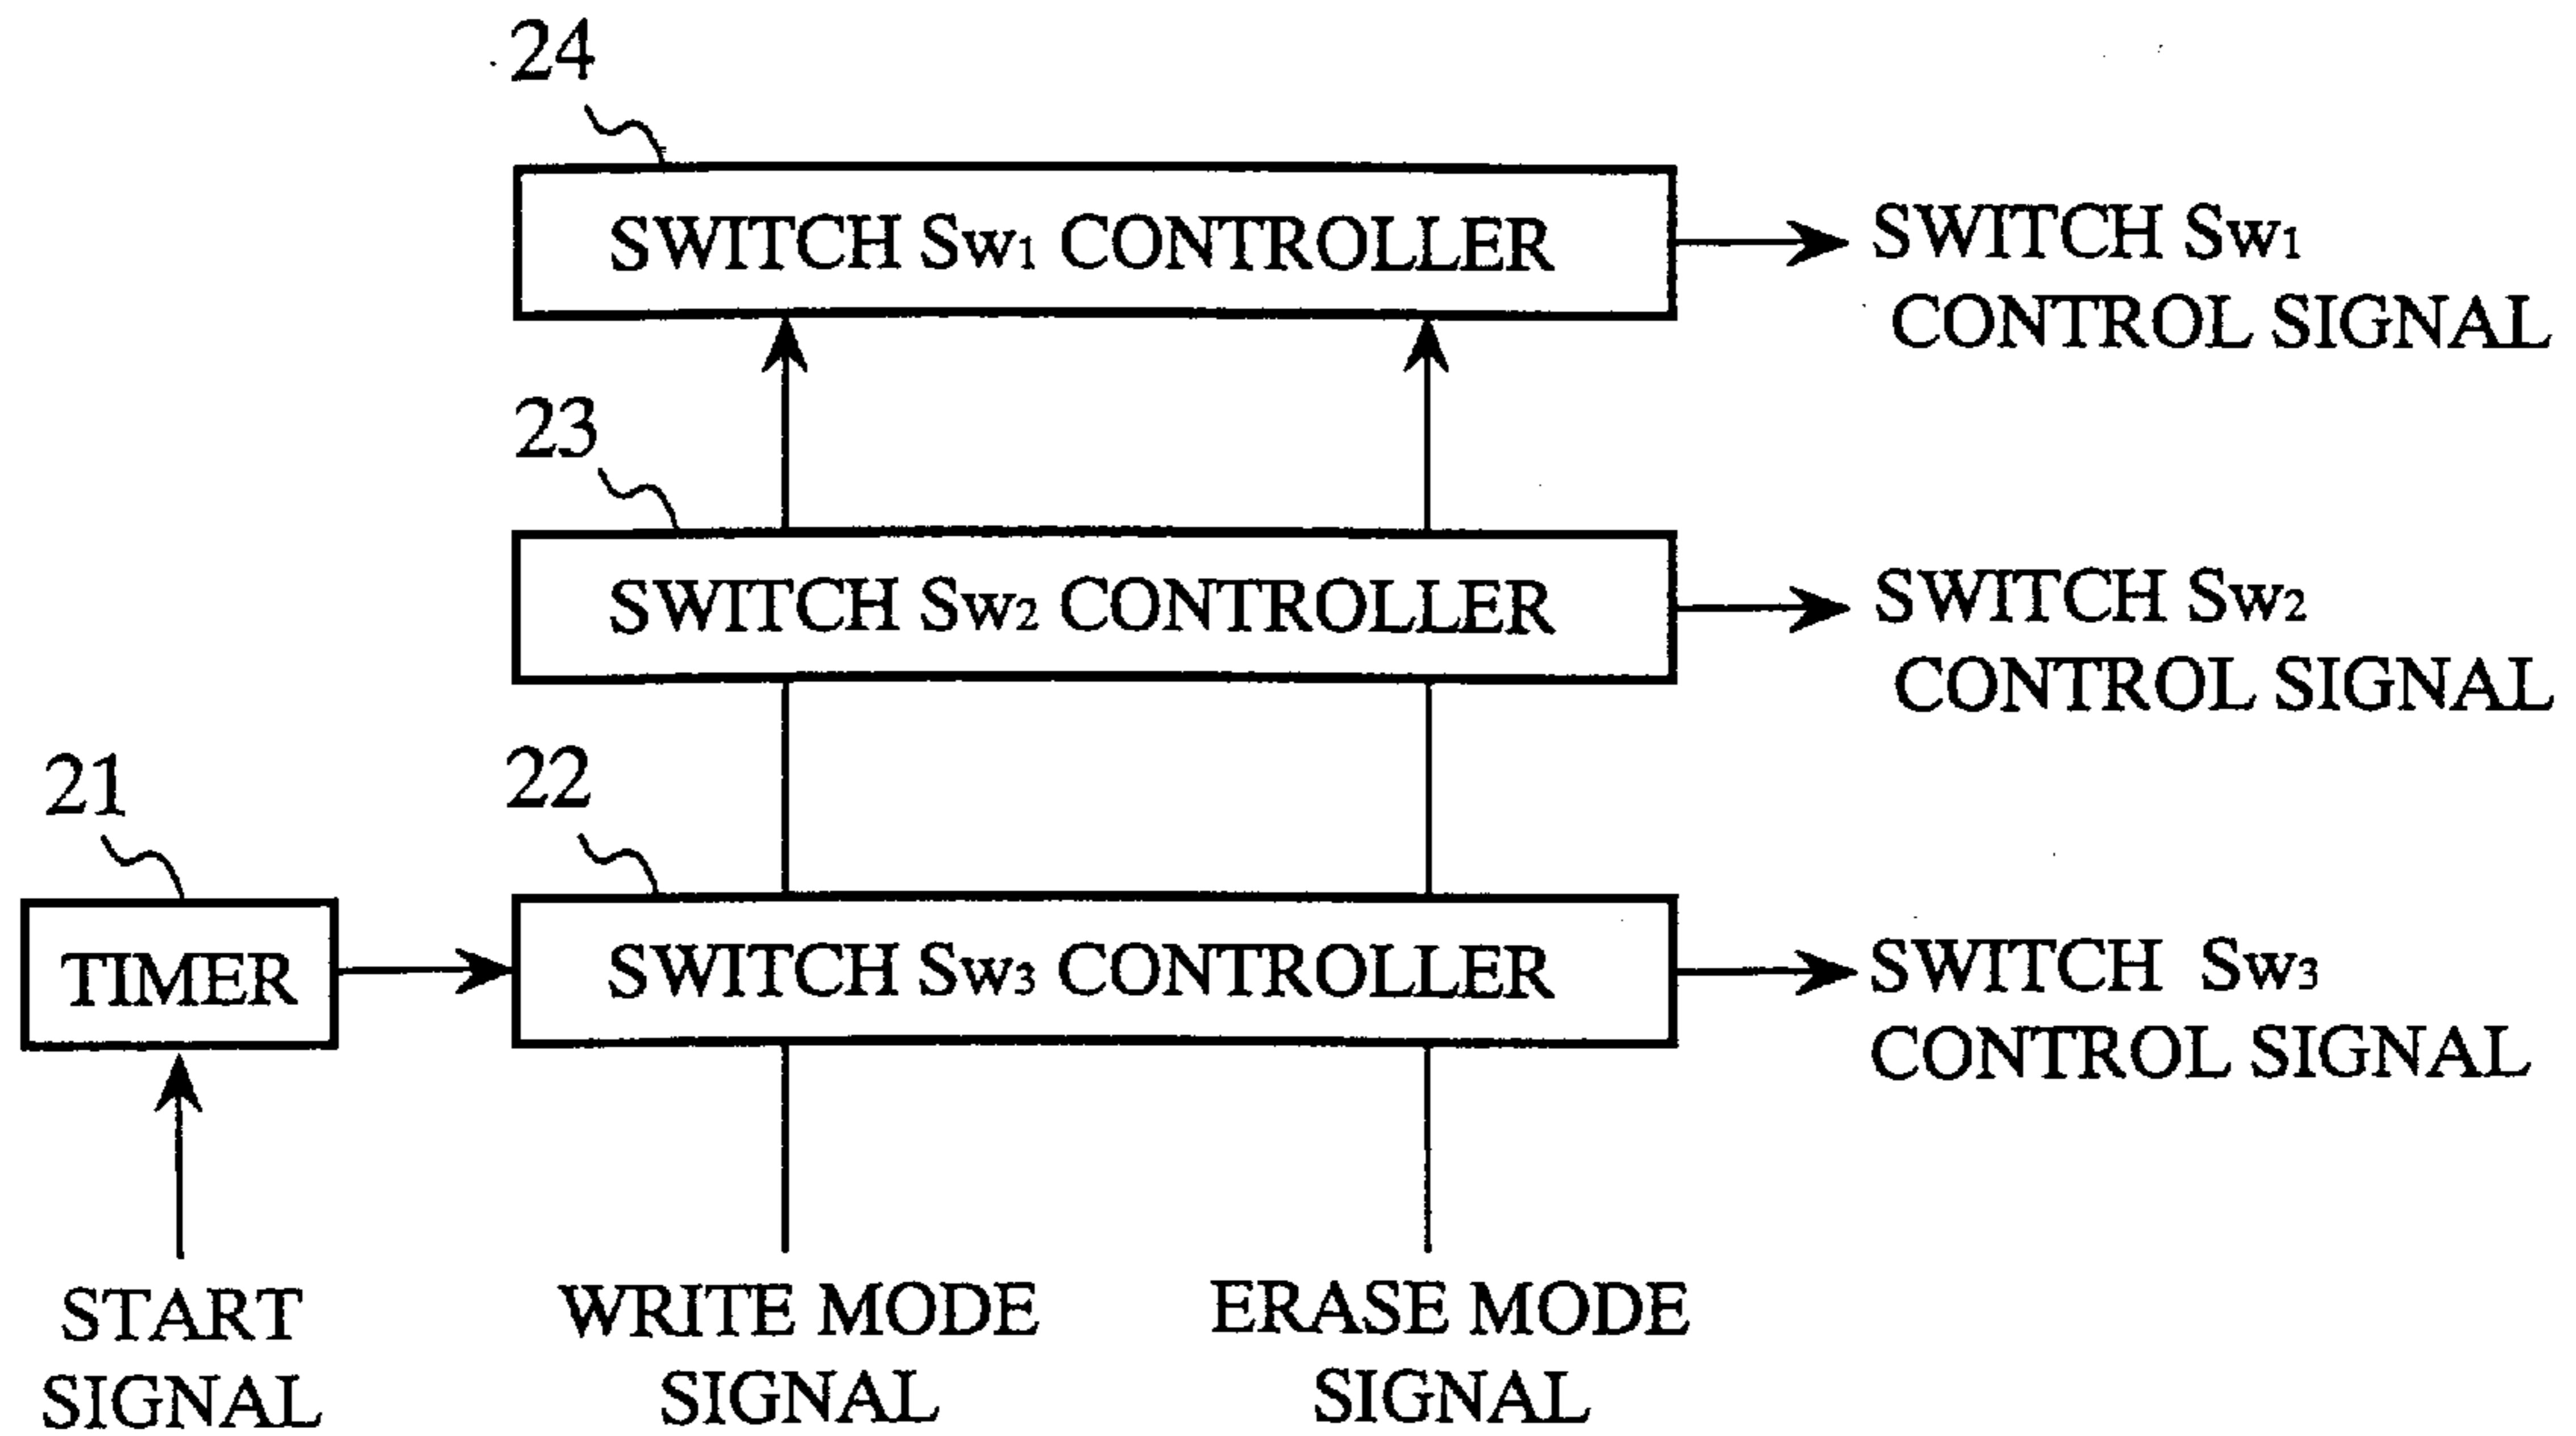 24
SWITCH Sw1 CONTROLLER
SWITCH Sw1
CONTROL SIGNAL
23
SWITCH Sw2 CONTROLLER
SWITCH Sw2
CONTROL SIGNAL
21
22
TIMER
SWITCH Sw3 CONTROLLER
SWITCH Sw3
CONTROL SIGNAL
START
SIGNAL
WRITE MODE
SIGNAL
ERASE MODE
SIGNAL